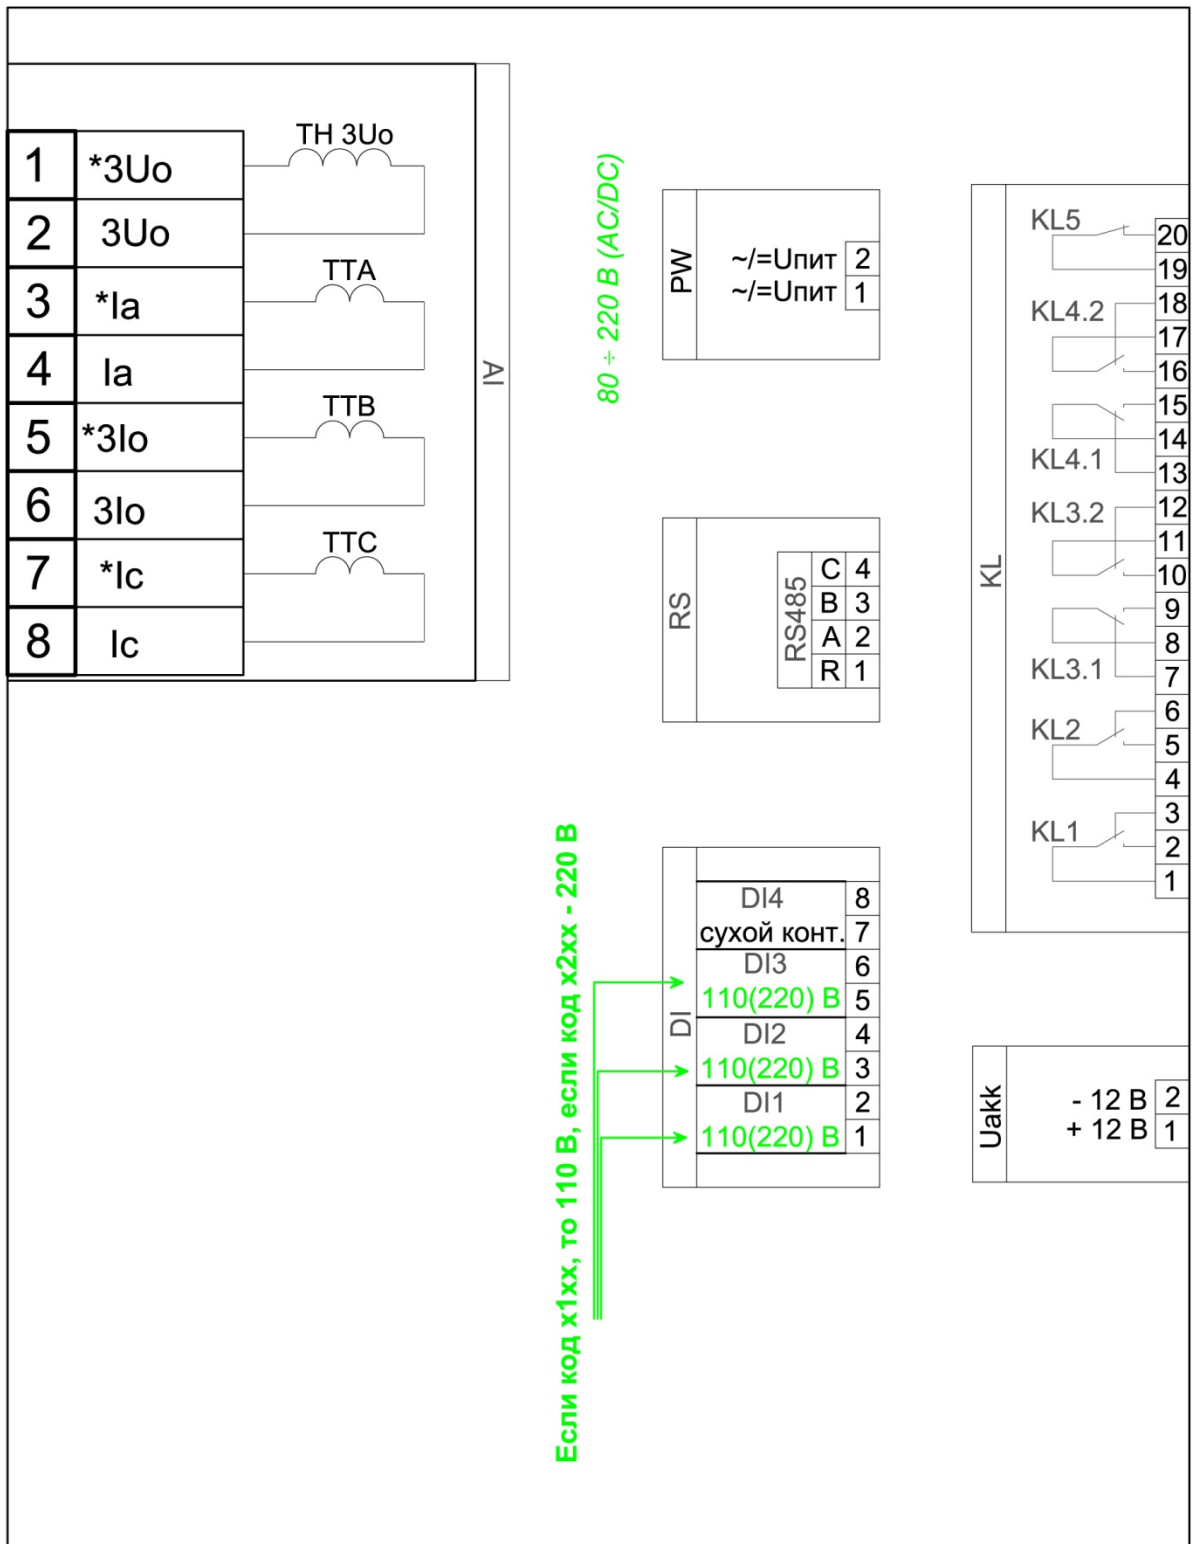 1 *3Uo
2 3Uo
3 *Ia
4 Ia
5 *3Io
6 3Io
7 *Ic
8 Ic
ТН 3Uo
ТТА
ТТВ
ТТС
AI
80 ÷ 220 В (AC/DC)
PW
~/=Uпит 2
~/=Uпит 1
RS
RS485
C 4
B 3
A 2
R 1
Если код x1xx, то 110 В, если код x2xx - 220 В
DI
DI4 8
сухой конт. 7
DI3 6
110(220) В 5
DI2 4
110(220) В 3
DI1 2
110(220) В 1
KL
KL5
KL4.2
KL4.1
KL3.2
KL3.1
KL2
KL1
20
19
18
17
16
15
14
13
12
11
10
9
8
7
6
5
4
3
2
1
Uakk
- 12 В 2
+ 12 В 1